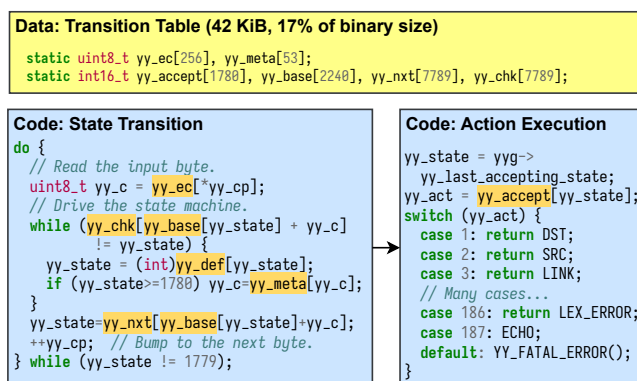 Data: Transition Table (42 KiB, 17% of binary size)
static uint8_t yy_ec[256], yy_meta[53];
static int16_t yy_accept[1780], yy_base[2240], yy_nxt[7789], yy_chk[7789];
Code: State Transition
do {
// Read the input byte.
uint8_t yy_c = yy_ec[*yy_cp];
// Drive the state machine.
while (yy_chk[yy_base[yy_state] + yy_c]
!= yy_state) {
yy_state = (int)yy_def[yy_state];
if (yy_state>=1780) yy_c=yy_meta[yy_c];
}
yy_state=yy_nxt[yy_base[yy_state]+yy_c];
++yy_cp; // Bump to the next byte.
} while (yy_state != 1779);
Code: Action Execution
yy_state = yyg->
yy_last_accepting_state;
yy_act = yy_accept[yy_state];
switch (yy_act) {
case 1: return DST;
case 2: return SRC;
case 3: return LINK;
// Many cases...
case 186: return LEX_ERROR;
case 187: ECHO;
default: YY_FATAL_ERROR();
}